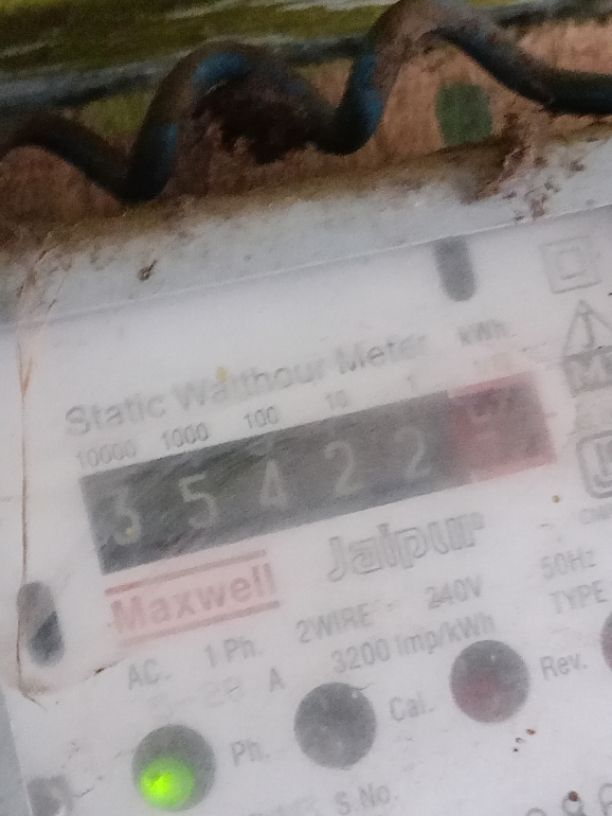 Static Watthour Meter kWh
10000 1000 100 10 1
3 5 4 2 2
Maxwell Jaipur
AC. 1 Ph. 2WIRE 240V 50Hz
A 3200 Imp/kWh TYPE
Ph. Cal. Rev.
S.No.